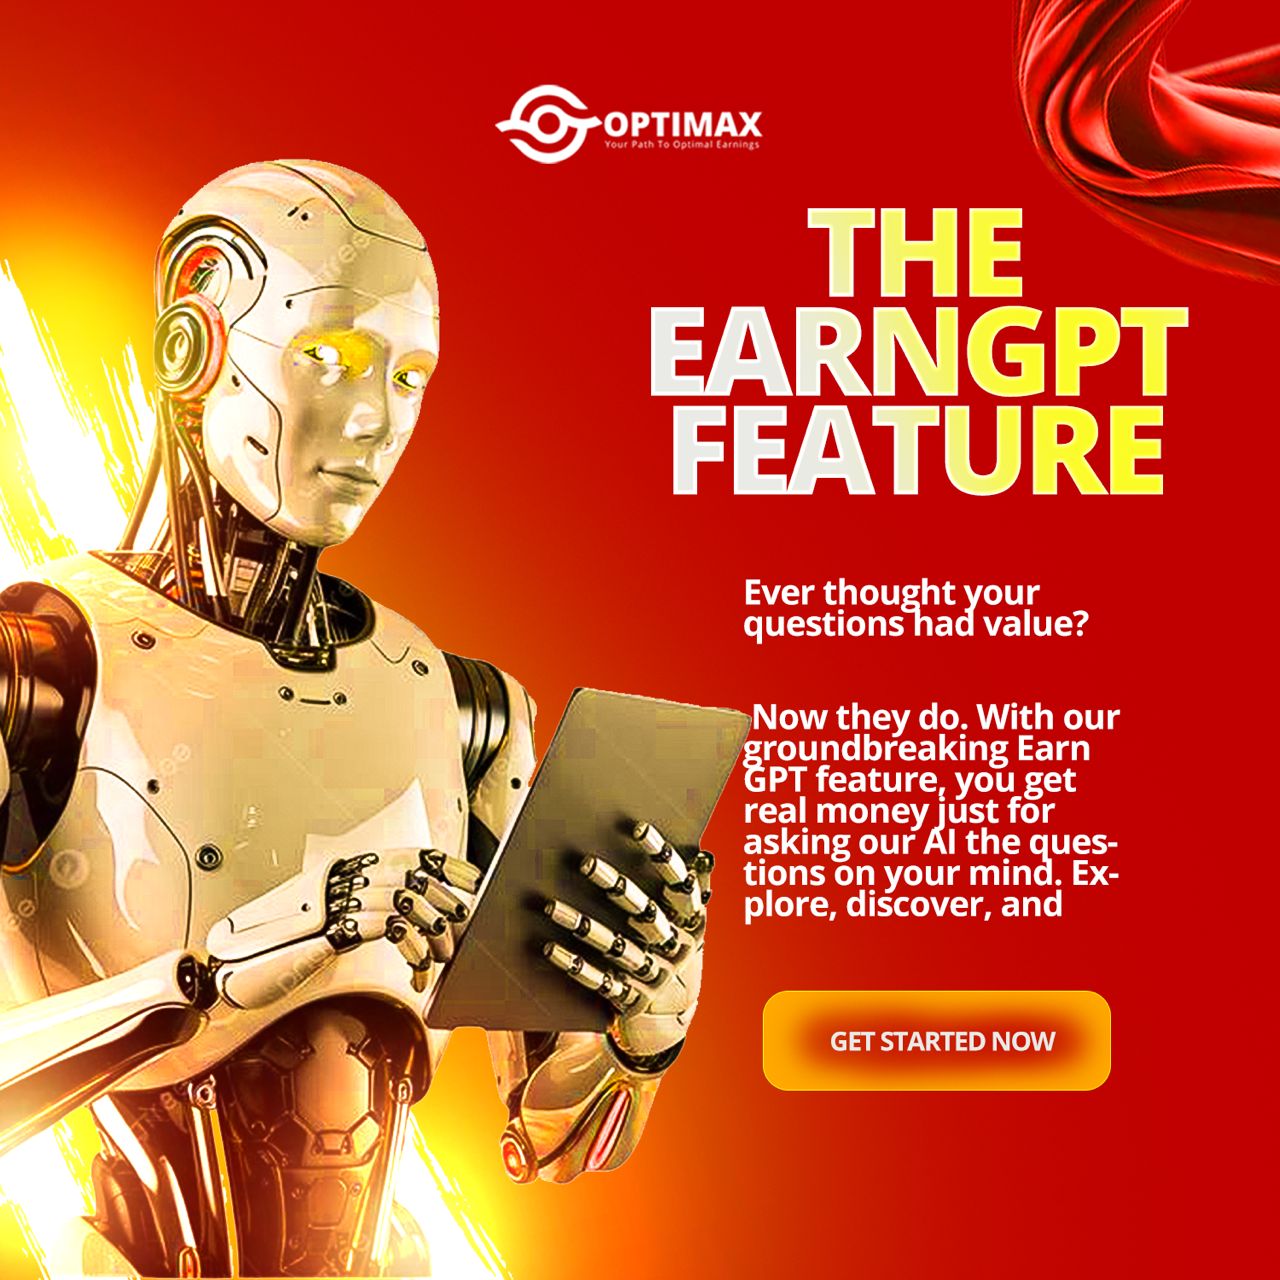 OPTIMAX
Your Path To Optimal Earnings
THE
EARNGPT
FEATURE
Ever thought your
questions had value?
Now they do. With our
groundbreaking Earn
GPT feature, you get
real money just for
asking our AI the ques-
tions on your mind. Ex-
plore, discover, and
GET STARTED NOW